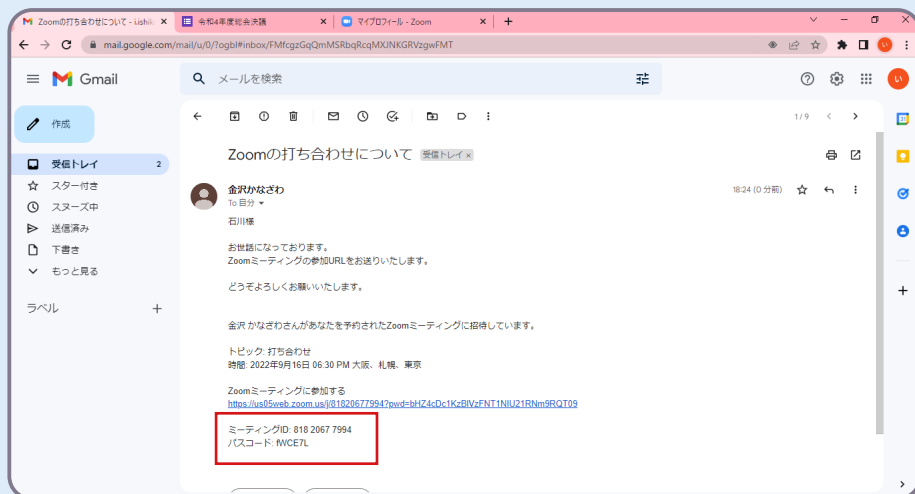 Zoomの打ち合わせについて - iishik
令和4年度総会決議
マイプロフィール - Zoom
mail.google.com/mail/u/0/?ogbl#inbox/FMfcgzGqQmMSRbqRcqMXJNKGRVzgwFMT
い
Gmail
メールを検索
い
作成
1/9
31
Zoomの打ち合わせについて 受信トレイ ×
受信トレイ 2
スター付き
スヌーズ中
送信済み
下書き
もっと見る
ラベル
金沢かなざわ
18:24 (0 分前)
To 自分
石川様
お世話になっております。
Zoomミーティングの参加URLをお送りいたします。
どうぞよろしくお願いいたします。
金沢 かなざわさんがあなたを予約されたZoomミーティングに招待しています。
トピック: 打ち合わせ
時間: 2022年9月16日 06:30 PM 大阪、札幌、東京
Zoomミーティングに参加する
https://us05web.zoom.us/j/81820677994?pwd=bHZ4cDc1KzBlVzFNT1NIU21RNm9RQT09
ミーティングID: 818 2067 7994
パスコード: fWCE7L